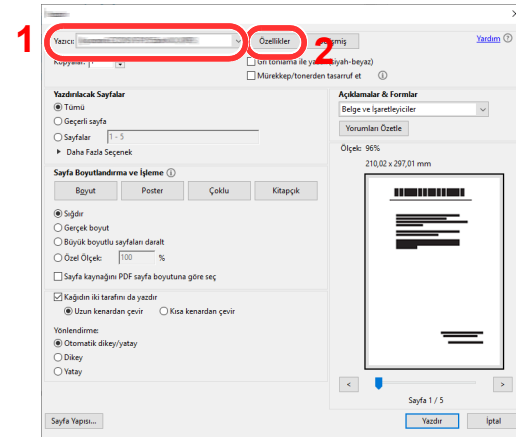 1
Yazıcı:
Özellikler
2
Yardım
Kopyalar: 1
Gri tonlama ile yaz
siyah-beyaz)
Mürekkep/tonerden tasarruf et
Yazdırılacak Sayfalar
Tümü
Geçerli sayfa
Sayfalar 1 - 5
Daha Fazla Seçenek
Açıklamalar & Formlar
Belge ve İşaretleyiciler
Yorumları Özetle
Ölçek: 96%
210,02 x 297,01 mm
Sayfa Boyutlandırma ve İşleme
Boyut Poster Çoklu Kitapçık
Sığdır
Gerçek boyut
Büyük boyutlu sayfaları daralt
Özel Ölçek: 100 %
Sayfa kaynağını PDF sayfa boyutuna göre seç
Kağıdın iki tarafını da yazdır
Uzun kenardan çevir Kısa kenardan çevir
Yönlendirme:
Otomatik dikey/yatay
Dikey
Yatay
< >
Sayfa 1 / 5
Sayfa Yapısı... Yazdır İptal